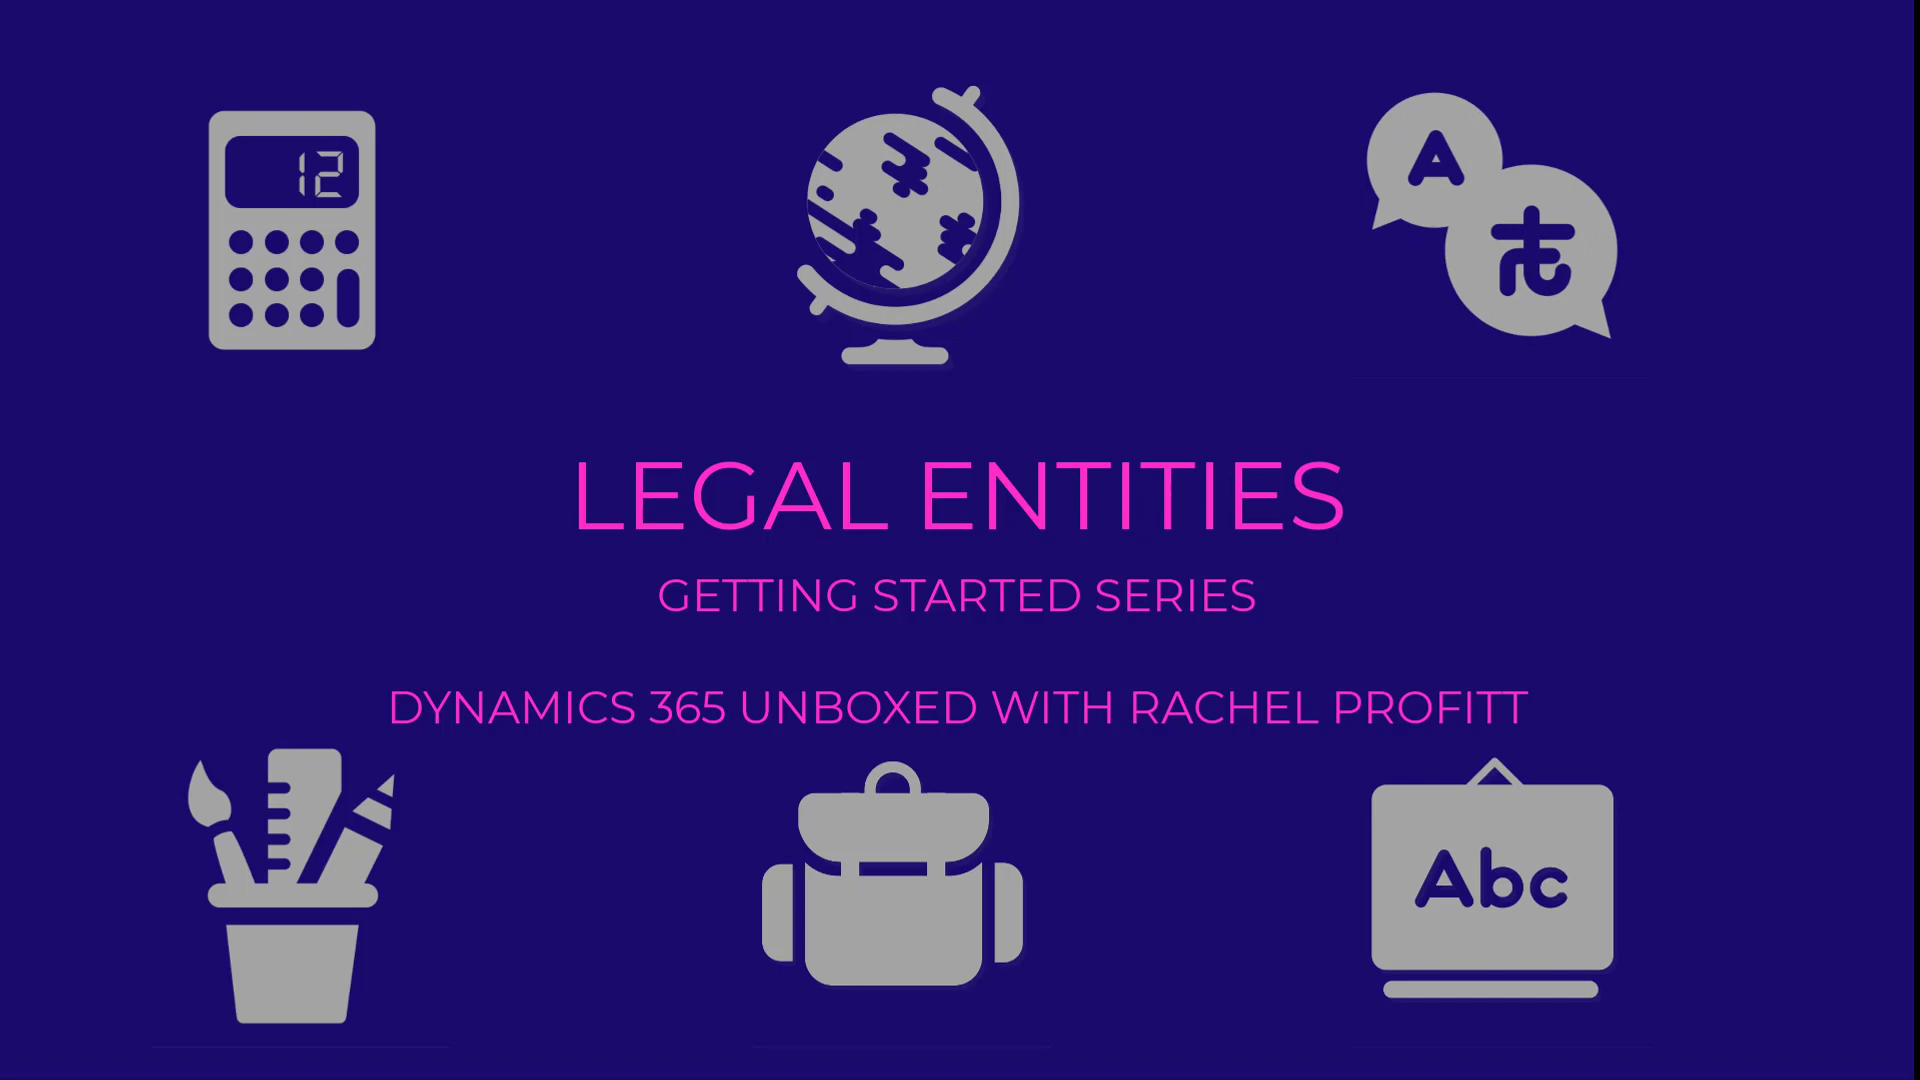 12
A
LEGAL ENTITIES
GETTING STARTED SERIES
DYNAMICS 365 UNBOXED WITH RACHEL PROFITT
Abc